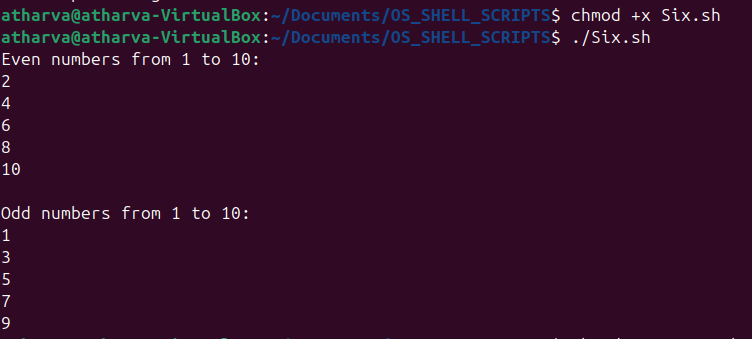 atharva@atharva-VirtualBox:~/Documents/OS_SHELL_SCRIPTS$ chmod +x Six.sh
atharva@atharva-VirtualBox:~/Documents/OS_SHELL_SCRIPTS$ ./Six.sh
Even numbers from 1 to 10:
2
4
6
8
10
Odd numbers from 1 to 10:
1
3
5
7
9